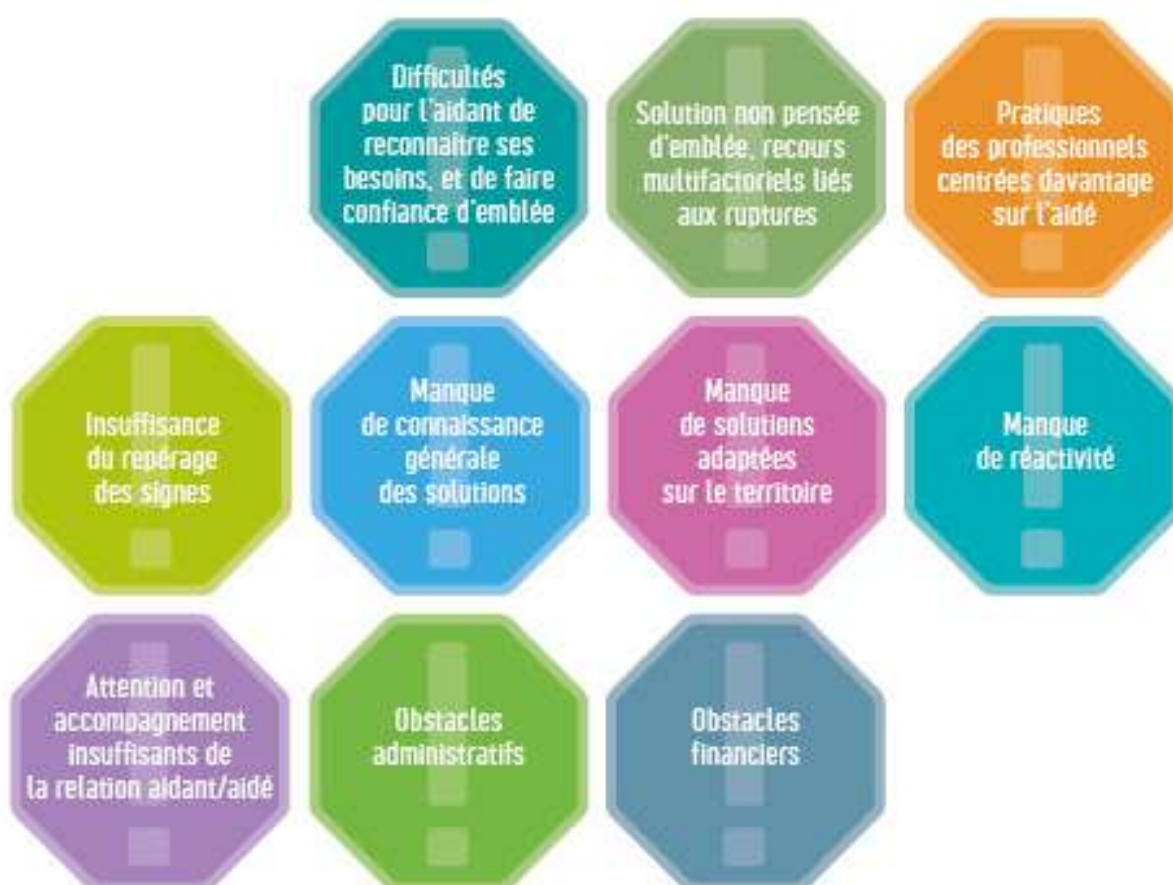 Difficultés
pour l'aidant de
reconnaître ses
besoins, et de faire
confiance d'emblée
Solution non pensée
d'emblée, recours
multifactoriels liés
aux ruptures
Pratiques
des professionnels
centrées davantage
sur l'aidé
Insuffisance
du repérage
des signes
Manque
de connaissance
générale
des solutions
Manque
de solutions
adaptées
sur le territoire
Manque
de réactivité
Attention et
accompagnement
insuffisants de
la relation aidant/aidé
Obstacles
administratifs
Obstacles
financiers